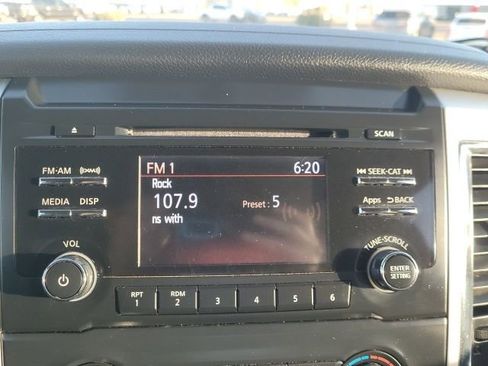 SCAN
FM·AM
((XM))
FM 1
6:20
SEEK·CAT
Rock
MEDIA
DISP
107.9
Preset : 5
Apps
BACK
ns with
VOL
TUNE·SCROLL
ENTER
SETTING
RPT
1
RDM
2
3
4
5
6